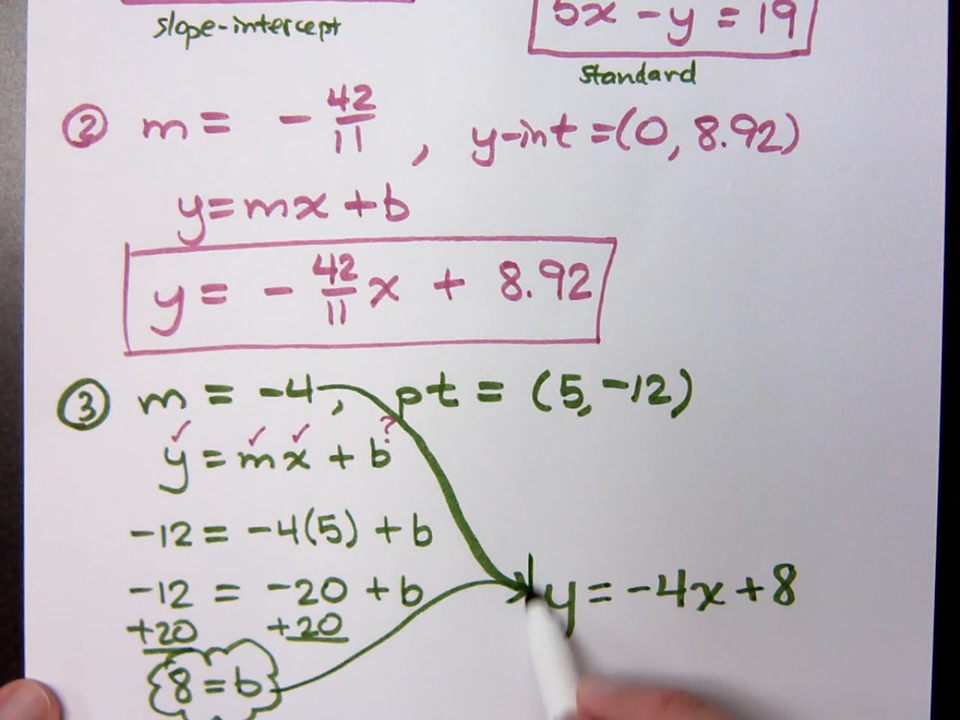 slope-intercept
5x - y = 19
standard
② m = - 42/11 , y-int = (0, 8.92)
y = mx + b
y = - 42/11 x + 8.92
③ m = -4, pt = (5, -12)
✓ ✓ ✓ ?
y = mx + b
-12 = -4(5) + b
-12 = -20 + b
+20 +20
8 = b
y = -4x + 8